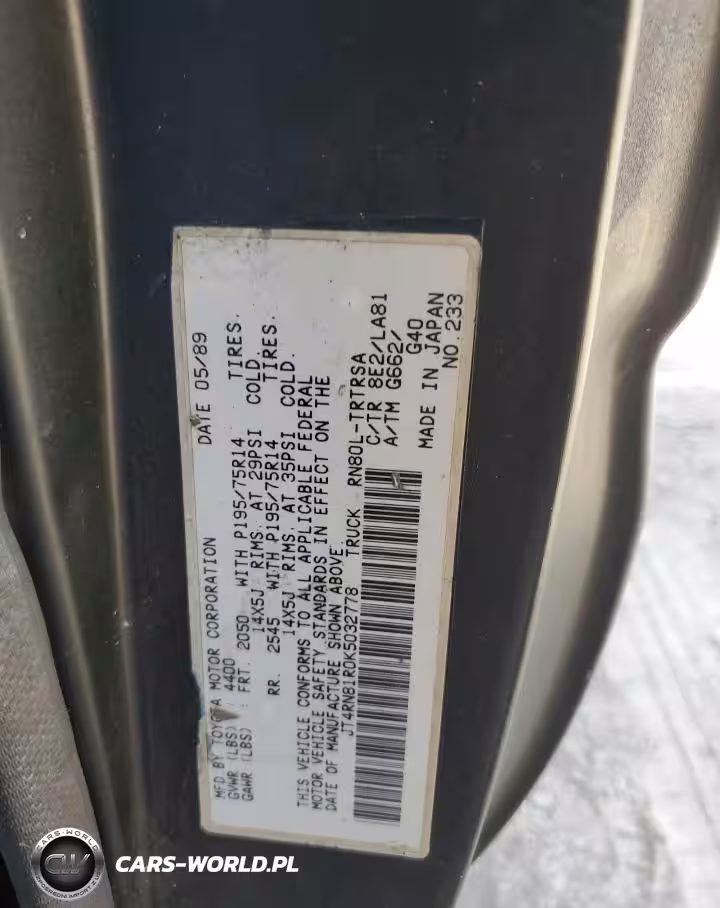 MFD BY TOYOTA MOTOR CORPORATION DATE 05/89
GVWR (LBS) 4400
GAWR (LBS) FRT. 2050 WITH P195/75R14 TIRES.
14X5J RIMS. AT 29PSI COLD.
RR. 2545 WITH P195/75R14 TIRES.
14X5J RIMS. AT 35PSI COLD.
THIS VEHICLE CONFORMS TO ALL APPLICABLE FEDERAL
MOTOR VEHICLE SAFETY STANDARDS IN EFFECT ON THE
DATE OF MANUFACTURE SHOWN ABOVE.
JT4RN81R0K5032778 TRUCK RN80L-TRTRSA
C/TR 8E2/LA81
A/TM G662/
G40
MADE IN JAPAN
NO.233
CARS-WORLD
CW
CARS-WORLD.PL